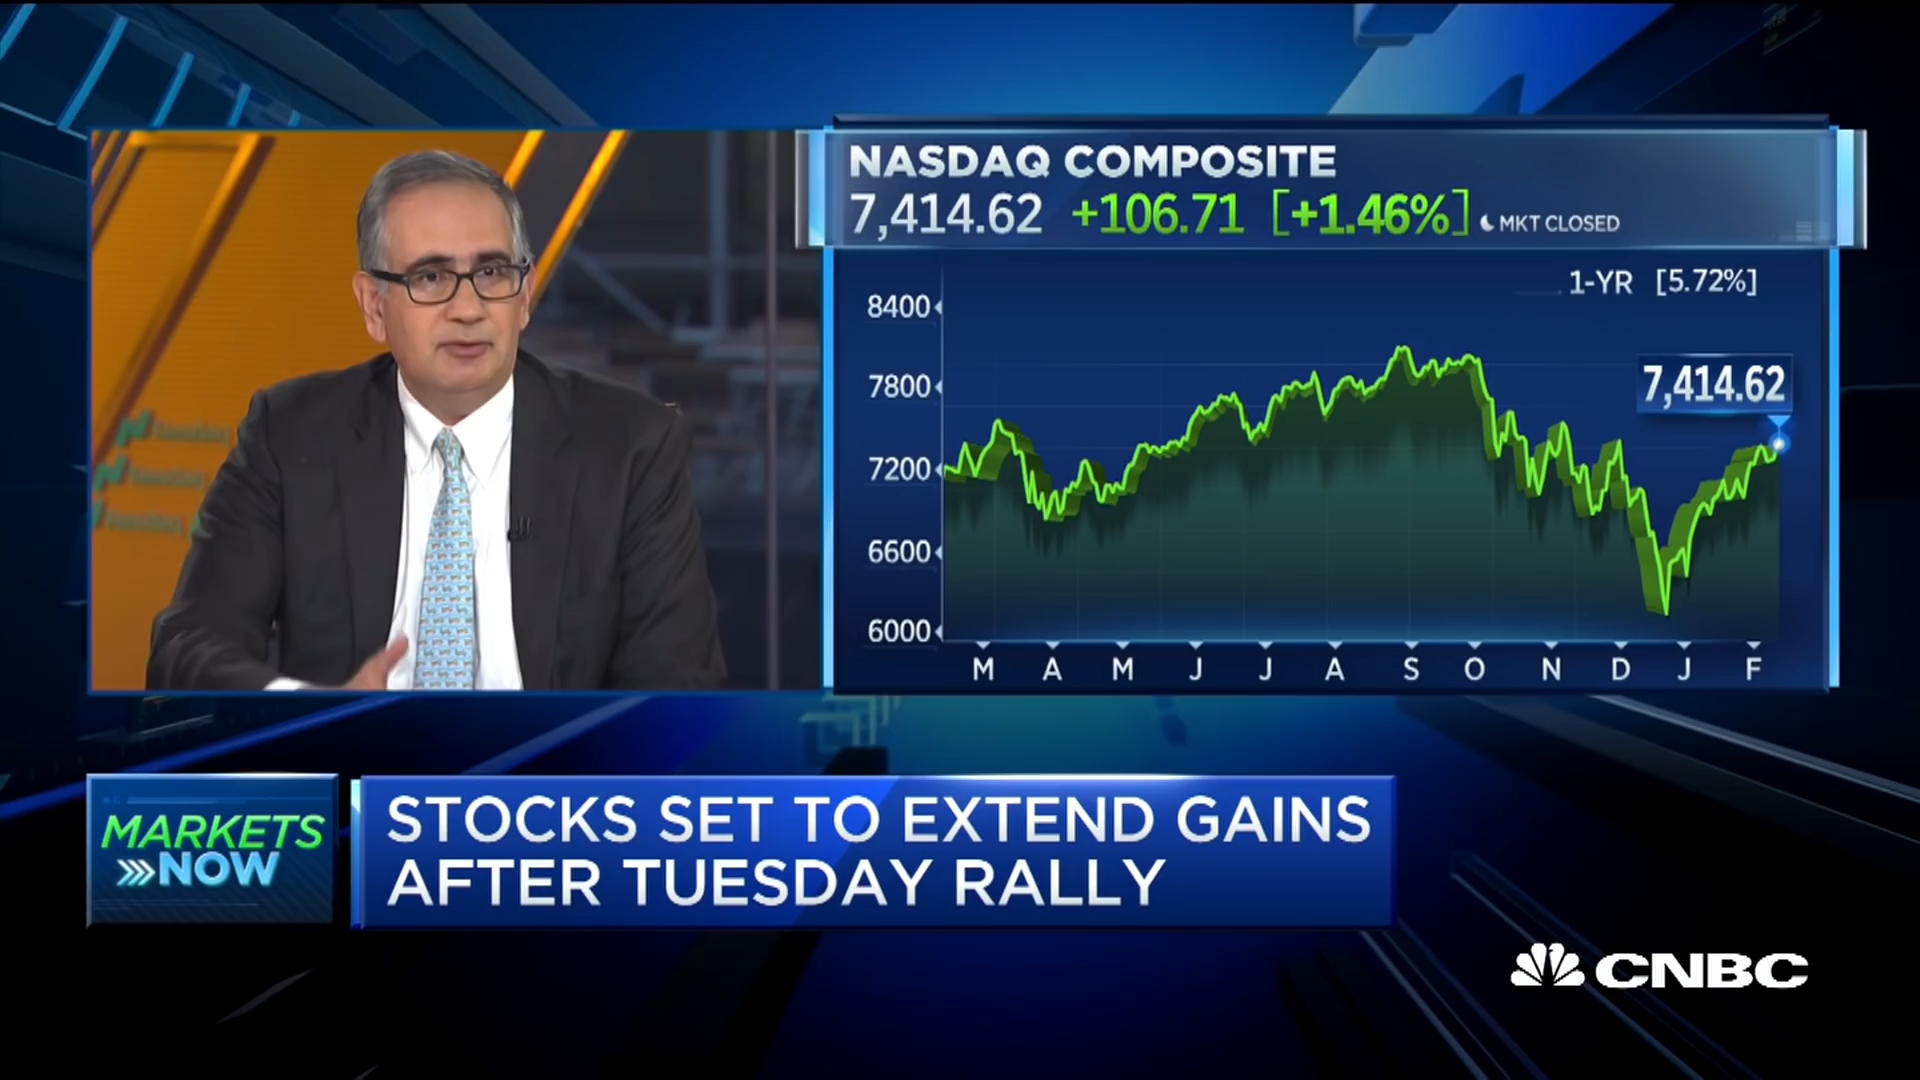 NASDAQ COMPOSITE
7,414.62 +106.71 [+1.46%] MKT CLOSED
1-YR [5.72%]
8400
7800
7200
6600
6000
7,414.62
M A M J J A S O N D J F
MARKETS
NOW
STOCKS SET TO EXTEND GAINS
AFTER TUESDAY RALLY
CNBC